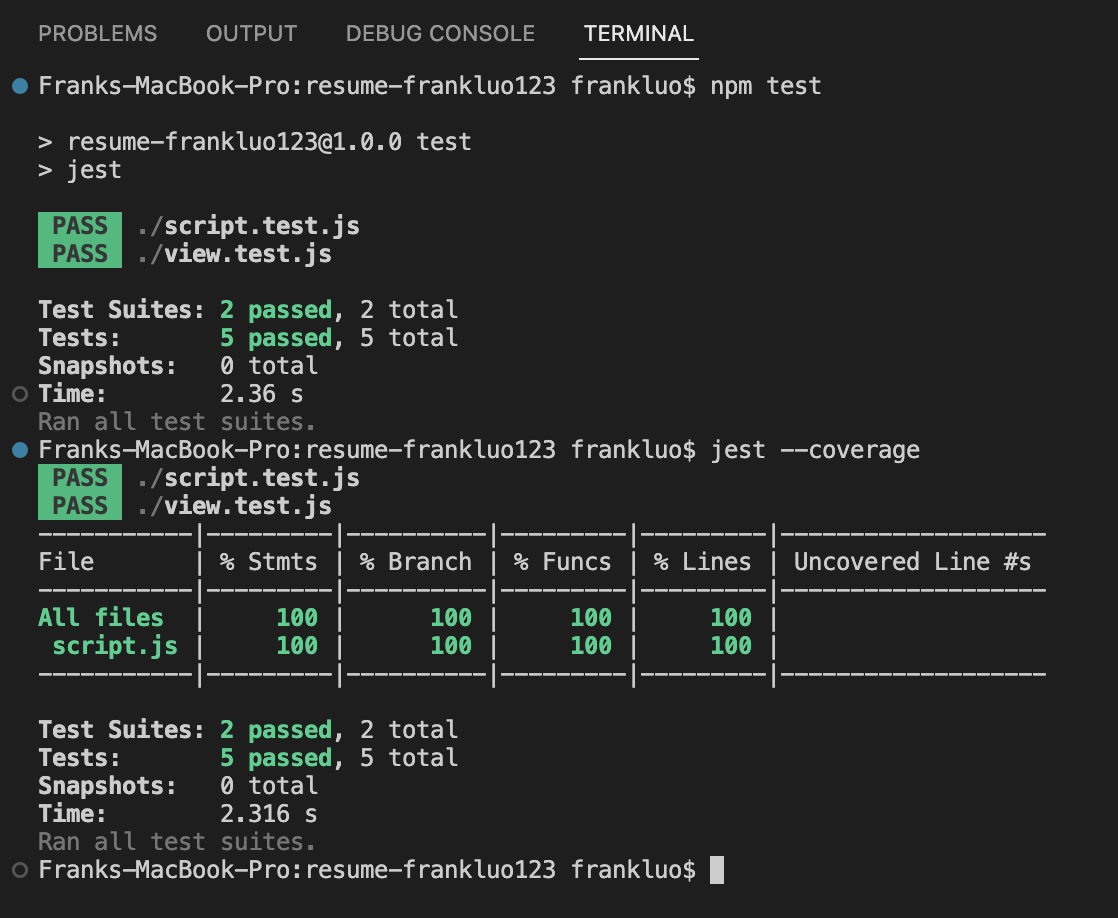 PROBLEMS OUTPUT DEBUG CONSOLE TERMINAL
Franks-MacBook-Pro:resume-frankluo123 frankluo$ npm test
> resume-frankluo123@1.0.0 test
> jest
PASS ./script.test.js
PASS ./view.test.js
Test Suites: 2 passed, 2 total
Tests:       5 passed, 5 total
Snapshots:   0 total
Time:        2.36 s
Ran all test suites.
Franks-MacBook-Pro:resume-frankluo123 frankluo$ jest --coverage
PASS ./script.test.js
PASS ./view.test.js
-----------|---------|----------|---------|---------|-------------------
File       | % Stmts | % Branch | % Funcs | % Lines | Uncovered Line #s
-----------|---------|----------|---------|---------|-------------------
All files  |     100 |      100 |     100 |     100 |
 script.js |     100 |      100 |     100 |     100 |
-----------|---------|----------|---------|---------|-------------------
Test Suites: 2 passed, 2 total
Tests:       5 passed, 5 total
Snapshots:   0 total
Time:        2.316 s
Ran all test suites.
Franks-MacBook-Pro:resume-frankluo123 frankluo$